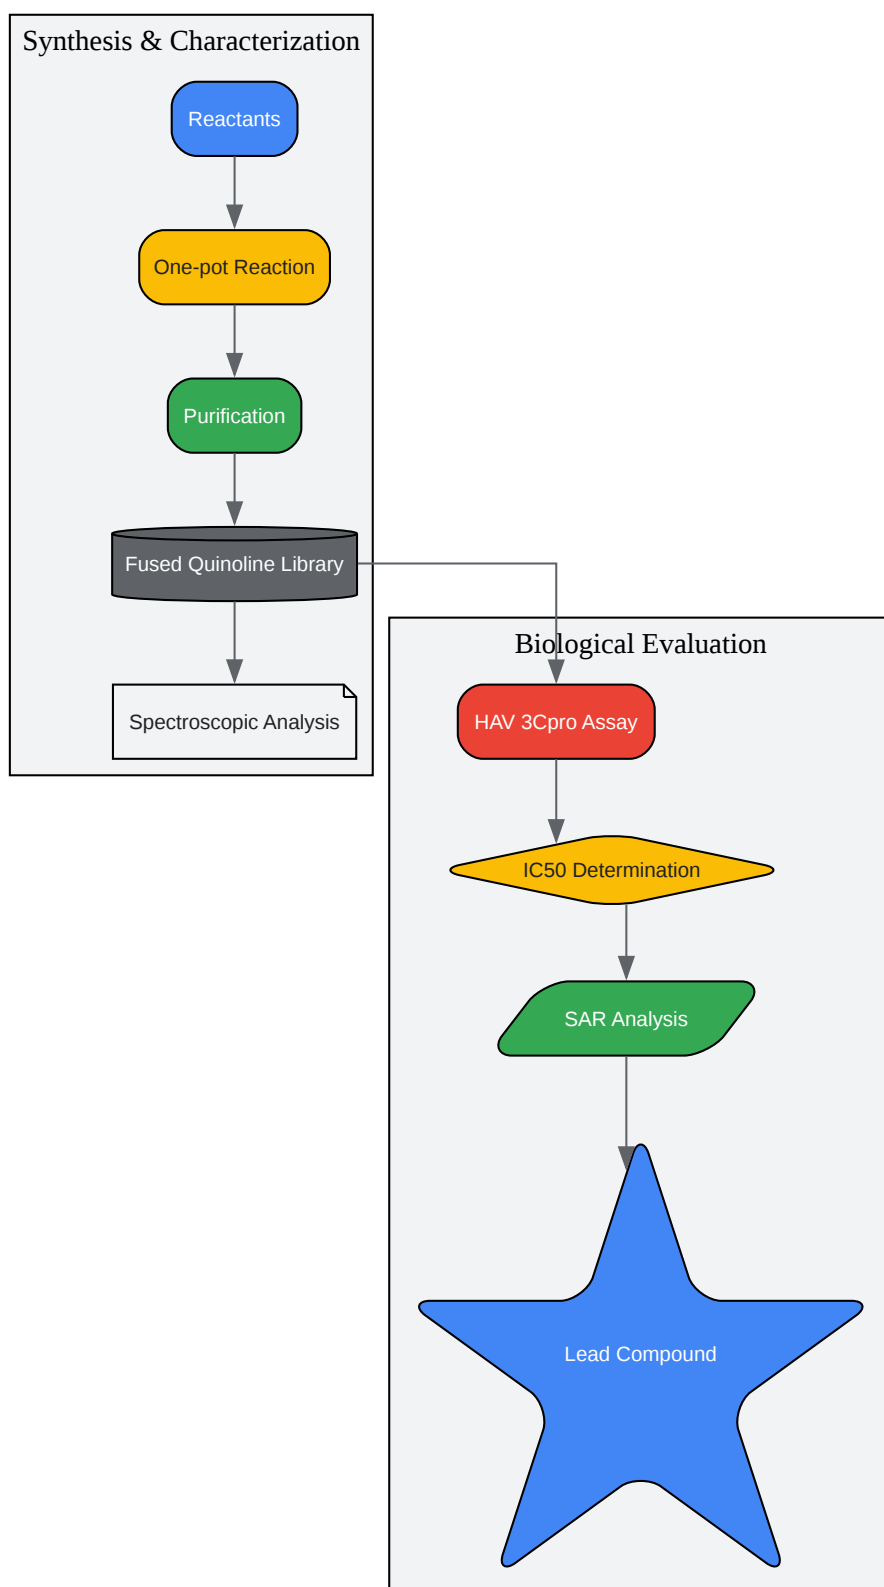 Synthesis & Characterization
Reactants
One-pot Reaction
Purification
Fused Quinoline Library
Spectroscopic Analysis
Biological Evaluation
HAV 3Cpro Assay
IC50 Determination
SAR Analysis
Lead Compound